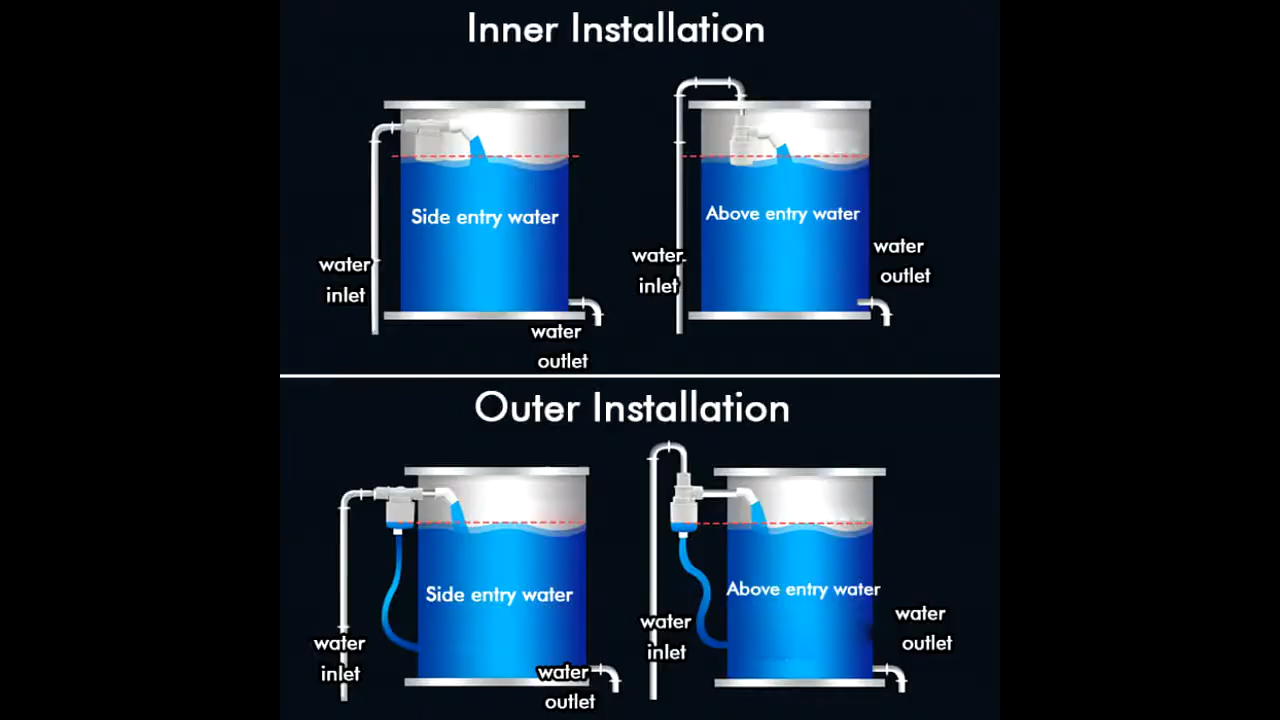 Inner Installation
Side entry water
Above entry water
water
inlet
water
inlet
water
outlet
water
outlet
Outer Installation
Side entry water
Above entry water
water
inlet
water
inlet
water
outlet
water
outlet